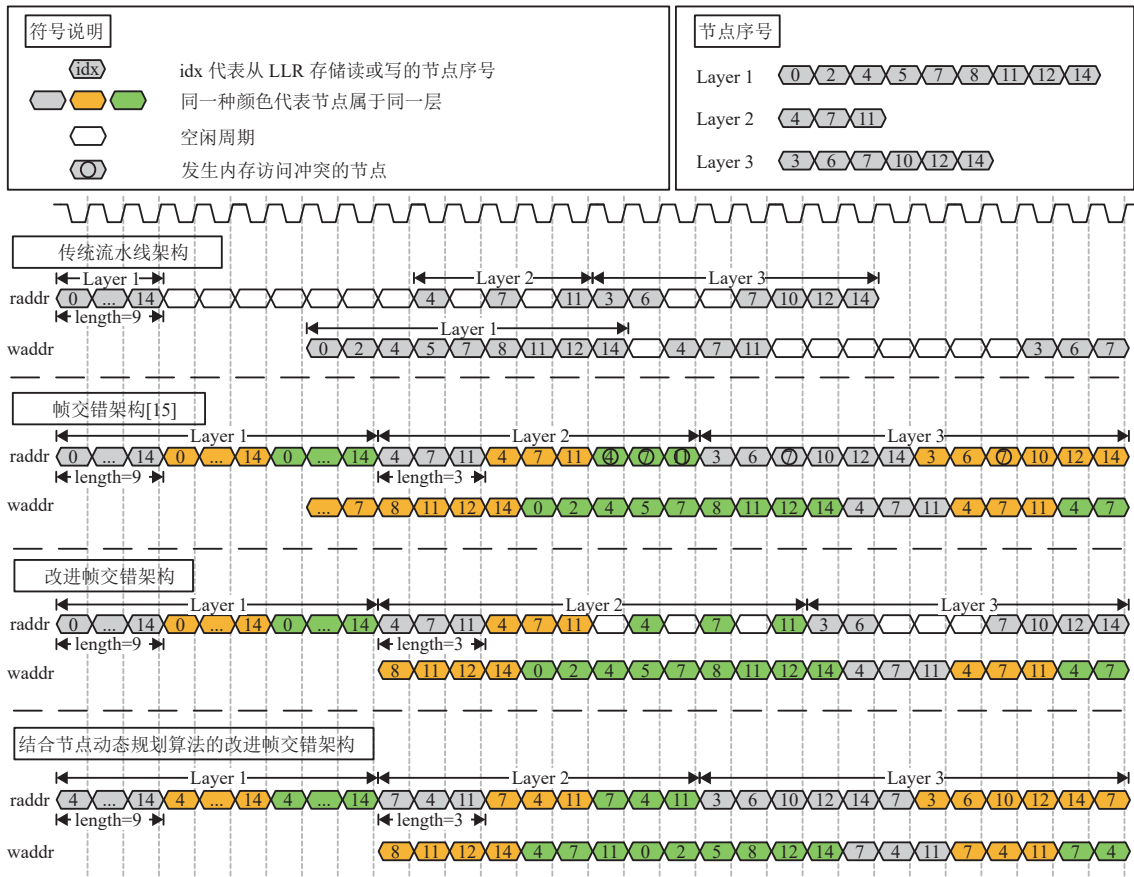 符号说明
idx idx 代表从 LLR 存储读或写的节点序号
同一种颜色代表节点属于同一层
空闲周期
发生内存访问冲突的节点
节点序号
Layer 1 0 2 4 5 7 8 11 12 14
Layer 2 4 7 11
Layer 3 3 6 7 10 12 14
传统流水线架构
Layer 1 Layer 2 Layer 3
raddr 0 ... 14 4 7 11 3 6 7 10 12 14
length=9 Layer 1
waddr 0 2 4 5 7 8 11 12 14 4 7 11 3 6 7
帧交错架构[15]
Layer 1 Layer 2 Layer 3
raddr 0 ... 14 0 ... 14 0 ... 14 4 7 11 4 7 11 4 7 11 3 6 7 10 12 14 3 6 7 10 12 14
length=9 length=3
waddr ... 7 8 11 12 14 0 2 4 5 7 8 11 12 14 4 7 11 4 7 11 4 7
改进帧交错架构
Layer 1 Layer 2 Layer 3
raddr 0 ... 14 0 ... 14 0 ... 14 4 7 11 4 7 11 4 7 11 3 6 7 10 12 14
length=9 length=3
waddr 8 11 12 14 0 2 4 5 7 8 11 12 14 4 7 11 4 7 11 4 7
结合节点动态规划算法的改进帧交错架构
Layer 1 Layer 2 Layer 3
raddr 4 ... 14 4 ... 14 4 ... 14 7 4 11 7 4 11 7 4 11 3 6 10 12 14 7 3 6 10 12 14 7
length=9 length=3
waddr 8 11 12 14 4 7 11 0 2 5 8 12 14 7 4 11 7 4 11 7 4